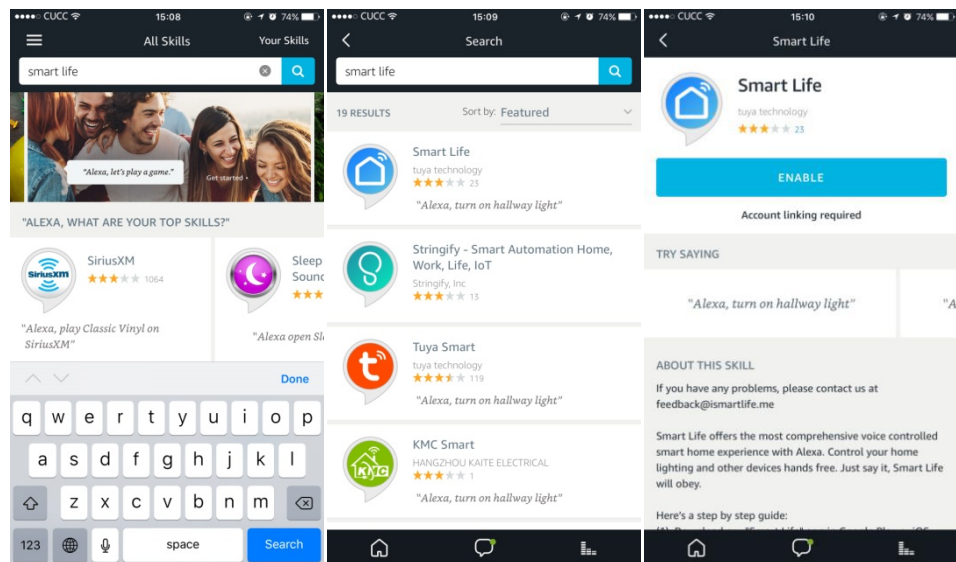 CUCC 15:08 74%
All Skills Your Skills
smart life
"Alexa, let's play a game."
Get started
"ALEXA, WHAT ARE YOUR TOP SKILLS?"
SiriusXM
SiriusXM
1064
"Alexa, play Classic Vinyl on
SiriusXM"
Sleep
Sound
"Alexa open Sl
Done
q w e r t y u i o p
a s d f g h j k l
z x c v b n m
123 space Search
CUCC 15:09 74%
Search
smart life
19 RESULTS Sort by: Featured
Smart Life
tuya technology
23
"Alexa, turn on hallway light"
Stringify - Smart Automation Home,
Work, Life, IoT
Stringify, Inc
13
Tuya Smart
tuya technology
119
"Alexa, turn on hallway light"
KMC
KMC Smart
HANGZHOU KAITE ELECTRICAL
1
"Alexa, turn on hallway light"
CUCC 15:10 74%
Smart Life
Smart Life
tuya technology
23
ENABLE
Account linking required
TRY SAYING
"Alexa, turn on hallway light"
"A
ABOUT THIS SKILL
If you have any problems, please contact us at
feedback@ismartlife.me
Smart Life offers the most comprehensive voice controlled
smart home experience with Alexa. Control your home
lighting and other devices hands free. Just say it, Smart Life
will obey.
Here's a step by step guide: